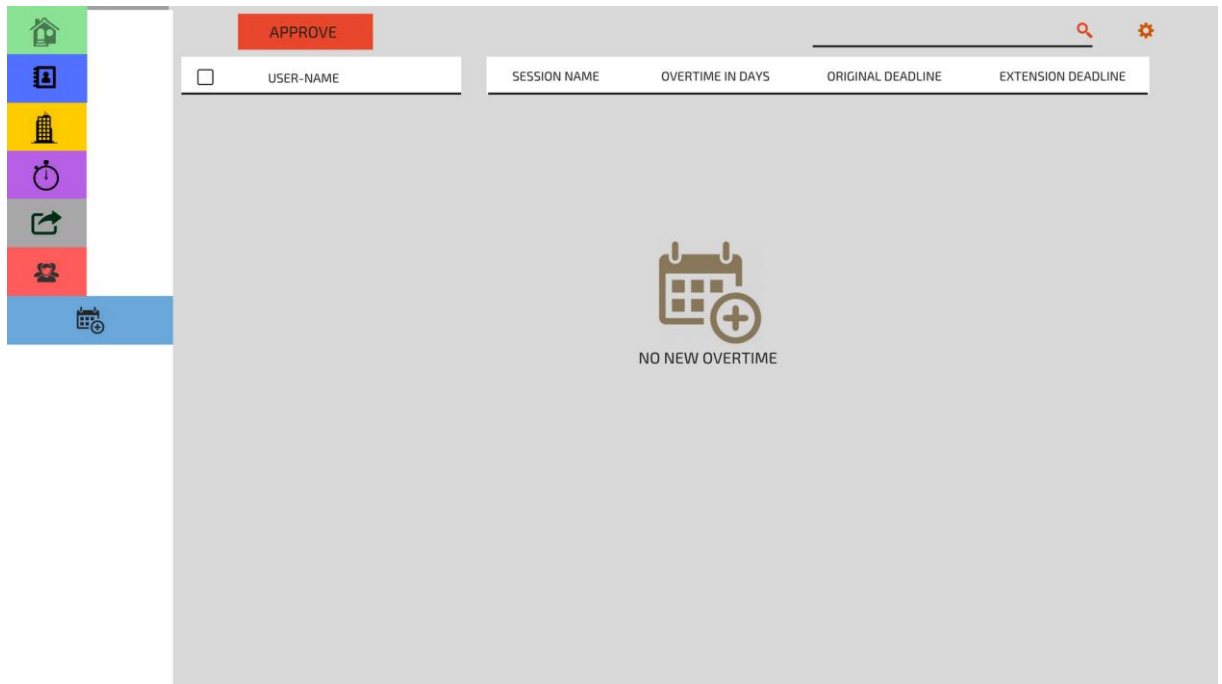 APPROVE
USER-NAME SESSION NAME OVERTIME IN DAYS ORIGINAL DEADLINE EXTENSION DEADLINE
NO NEW OVERTIME